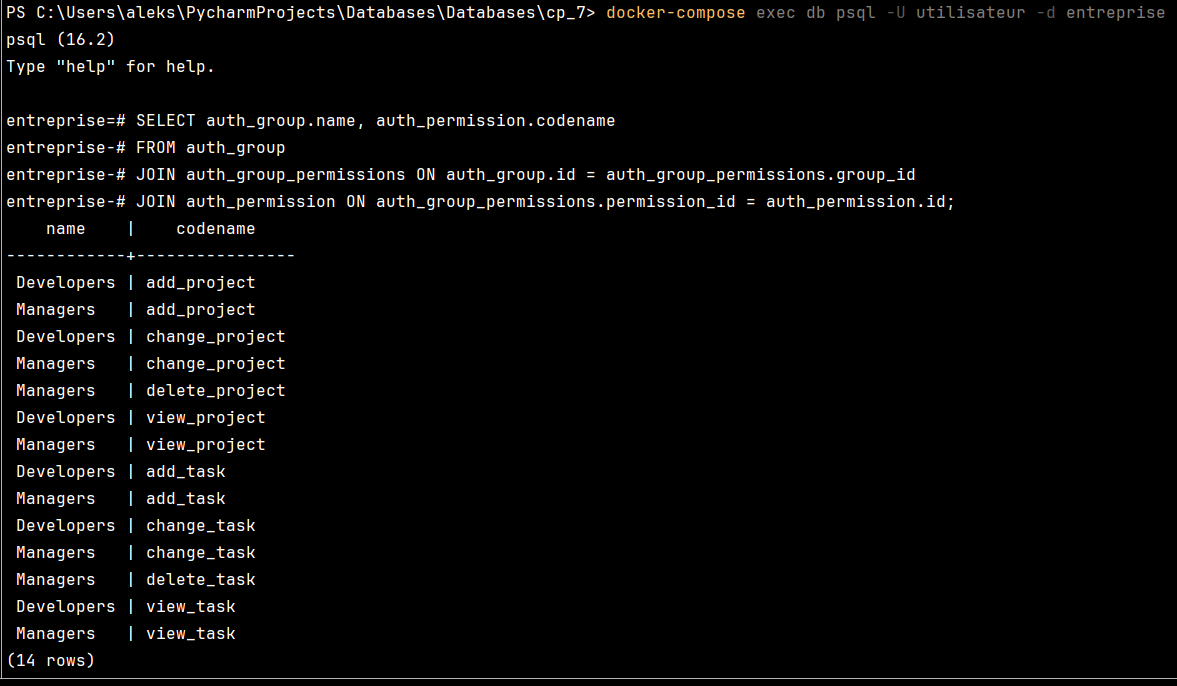 PS C:\Users\aleks\PycharmProjects\Databases\Databases\cp_7> docker-compose exec db psql -U utilisateur -d entreprise
psql (16.2)
Type "help" for help.

entreprise=# SELECT auth_group.name, auth_permission.codename
entreprise-# FROM auth_group
entreprise-# JOIN auth_group_permissions ON auth_group.id = auth_group_permissions.group_id
entreprise-# JOIN auth_permission ON auth_group_permissions.permission_id = auth_permission.id;
    name    |    codename
------------+----------------
 Developers | add_project
 Managers   | add_project
 Developers | change_project
 Managers   | change_project
 Managers   | delete_project
 Developers | view_project
 Managers   | view_project
 Developers | add_task
 Managers   | add_task
 Developers | change_task
 Managers   | change_task
 Managers   | delete_task
 Developers | view_task
 Managers   | view_task
(14 rows)